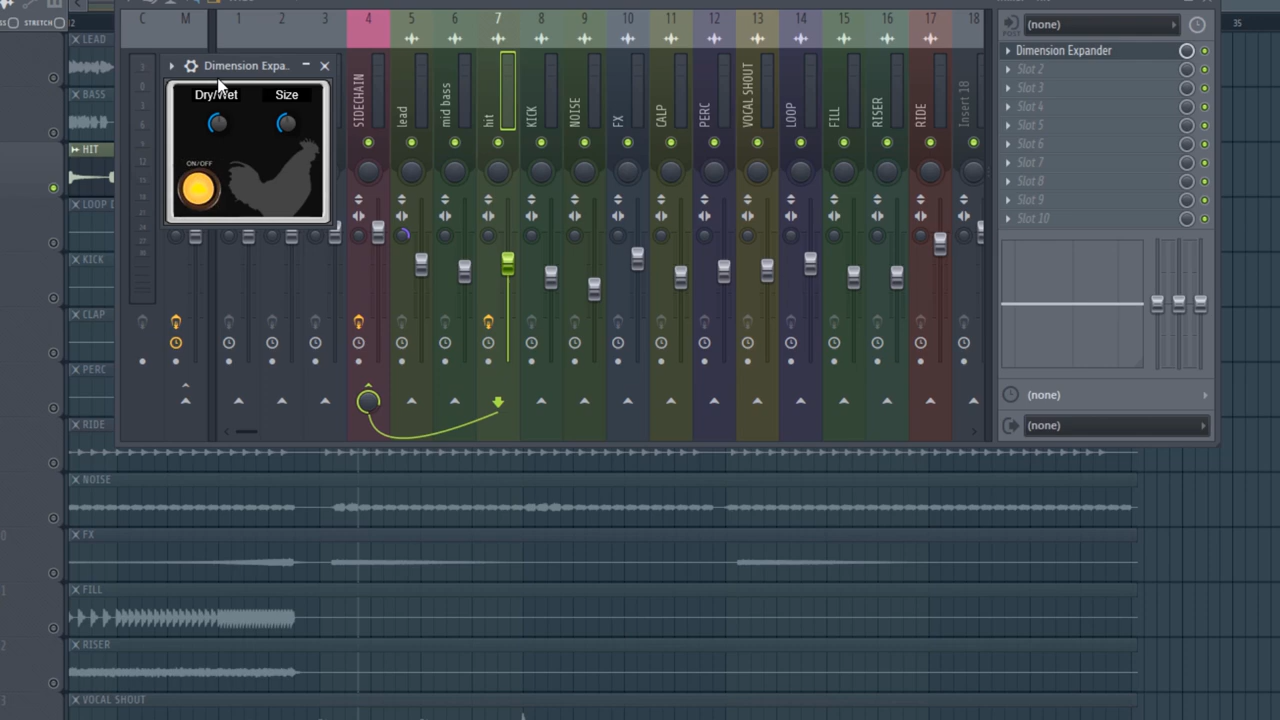 STRETCH
2
35
C
M
1
2
3
4
5
6
7
8
9
10
11
12
13
14
15
16
17
18
(none)
POST
Dimension Expander
Slot 2
Slot 3
Slot 4
Slot 5
Slot 6
Slot 7
Slot 8
Slot 9
Slot 10
(none)
(none)
Dimension Expa..
Dry/Wet
Size
ON/OFF
SIDECHAIN
lead
mid bass
hit
KICK
NOISE
FX
CALP
PERC
VOCAL SHOUT
LOOP
FILL
RISER
RIDE
Insert 18
LEAD
BASS
HIT
LOOP
KICK
CLAP
PERC
RIDE
NOISE
FX
FILL
RISER
VOCAL SHOUT